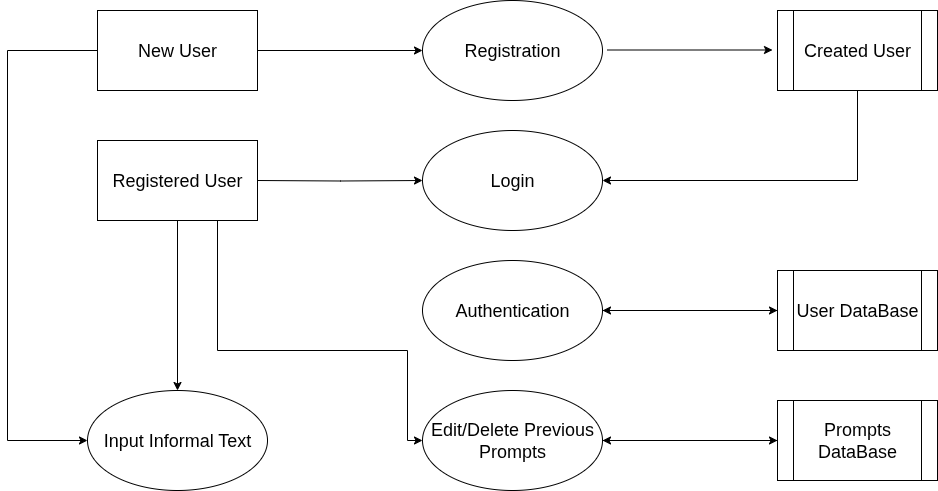 New User
Registration
Created User
Registered User
Login
Authentication
User DataBase
Input Informal Text
Edit/Delete Previous
Prompts
Prompts
DataBase